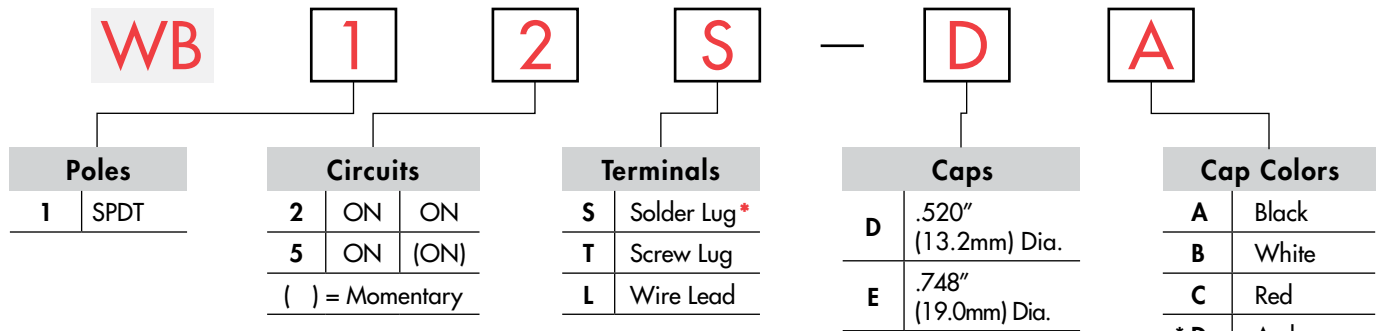 WB 1 2 S — D A
Poles
1 SPDT
Circuits
2 ON ON
5 ON (ON)
( ) = Momentary
Terminals
S Solder Lug*
T Screw Lug
L Wire Lead
Caps
D .520"
(13.2mm) Dia.
E .748"
(19.0mm) Dia.
Cap Colors
A Black
B White
C Red